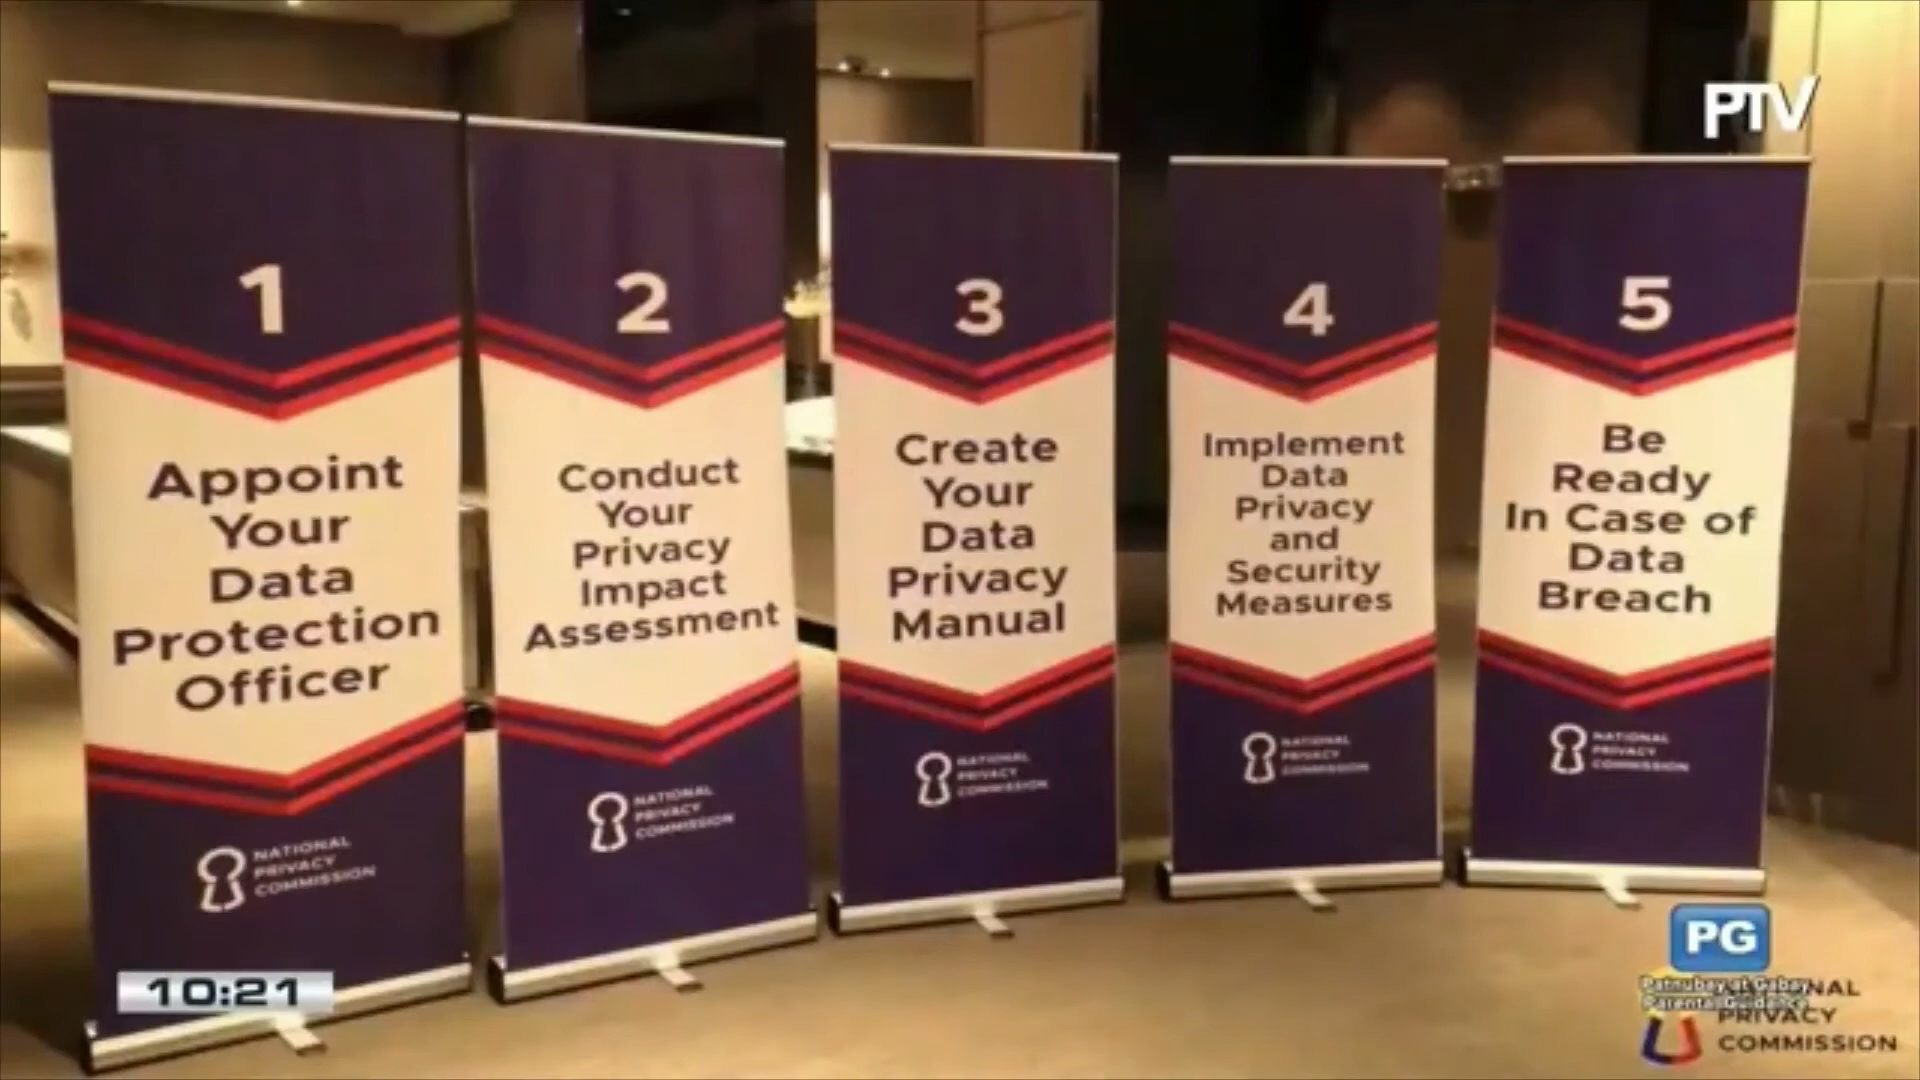 PTV
1
Appoint
Your
Data
Protection
Officer
NATIONAL
PRIVACY
COMMISSION
2
Conduct
Your
Privacy
Impact
Assessment
NATIONAL
PRIVACY
COMMISSION
3
Create
Your
Data
Privacy
Manual
NATIONAL
PRIVACY
COMMISSION
4
Implement
Data
Privacy
and
Security
Measures
NATIONAL
PRIVACY
COMMISSION
5
Be
Ready
In Case of
Data
Breach
NATIONAL
PRIVACY
COMMISSION
10:21
PG
Patnubay at Gabay
Parental Guidance
NATIONAL
PRIVACY
COMMISSION